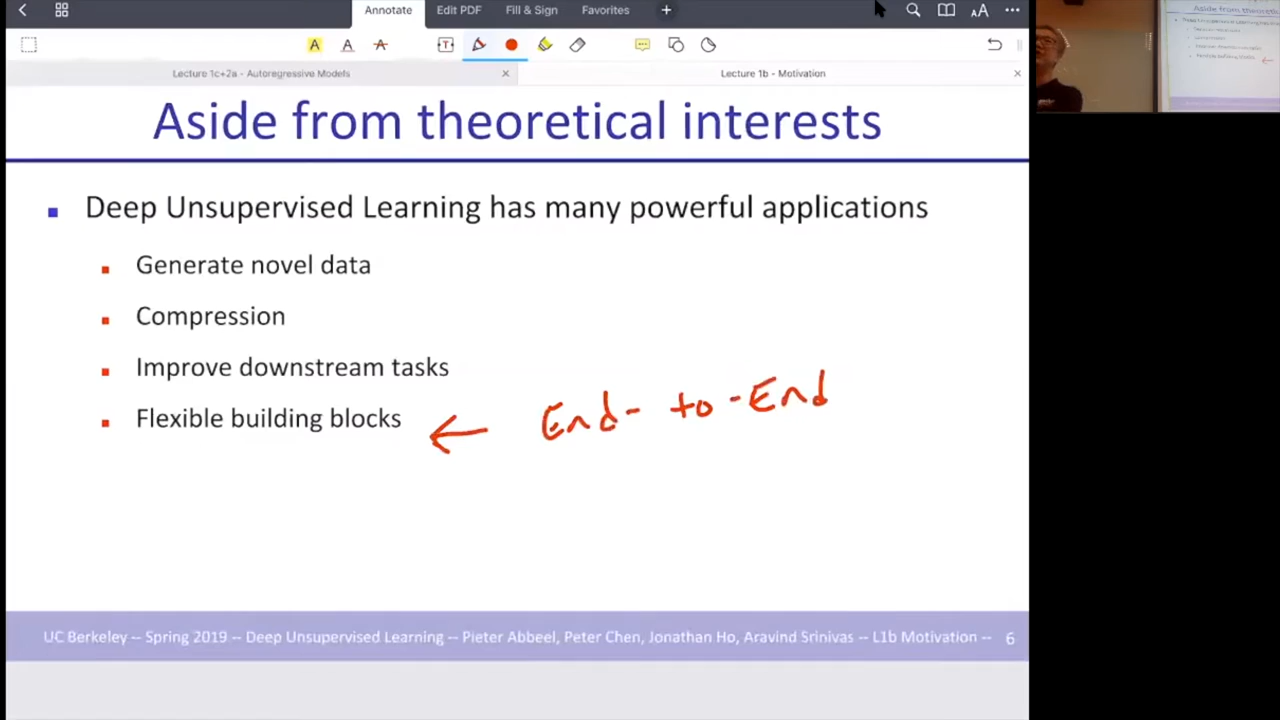 Annotate Edit PDF Fill & Sign Favorites
Lecture 1c+2a - Autoregressive Models Lecture 1b - Motivation
Aside from theoretical interests
Deep Unsupervised Learning has many powerful applications
Generate novel data
Compression
Improve downstream tasks
Flexible building blocks
End-to-End
UC Berkeley -- Spring 2019 -- Deep Unsupervised Learning -- Pieter Abbeel, Peter Chen, Jonathan Ho, Aravind Srinivas -- L1b Motivation -- 6